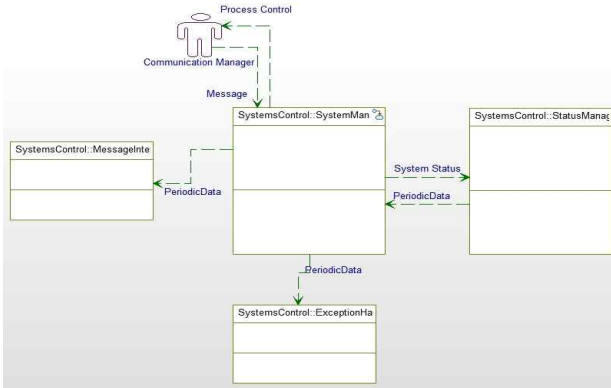 Process Control
Communication Manager
Message
SystemsControl::SystemMan
SystemsControl::StatusManag
SystemsControl::MessageInte
System Status
PeriodicData
PeriodicData
PeriodicData
SystemsControl::ExceptionHa